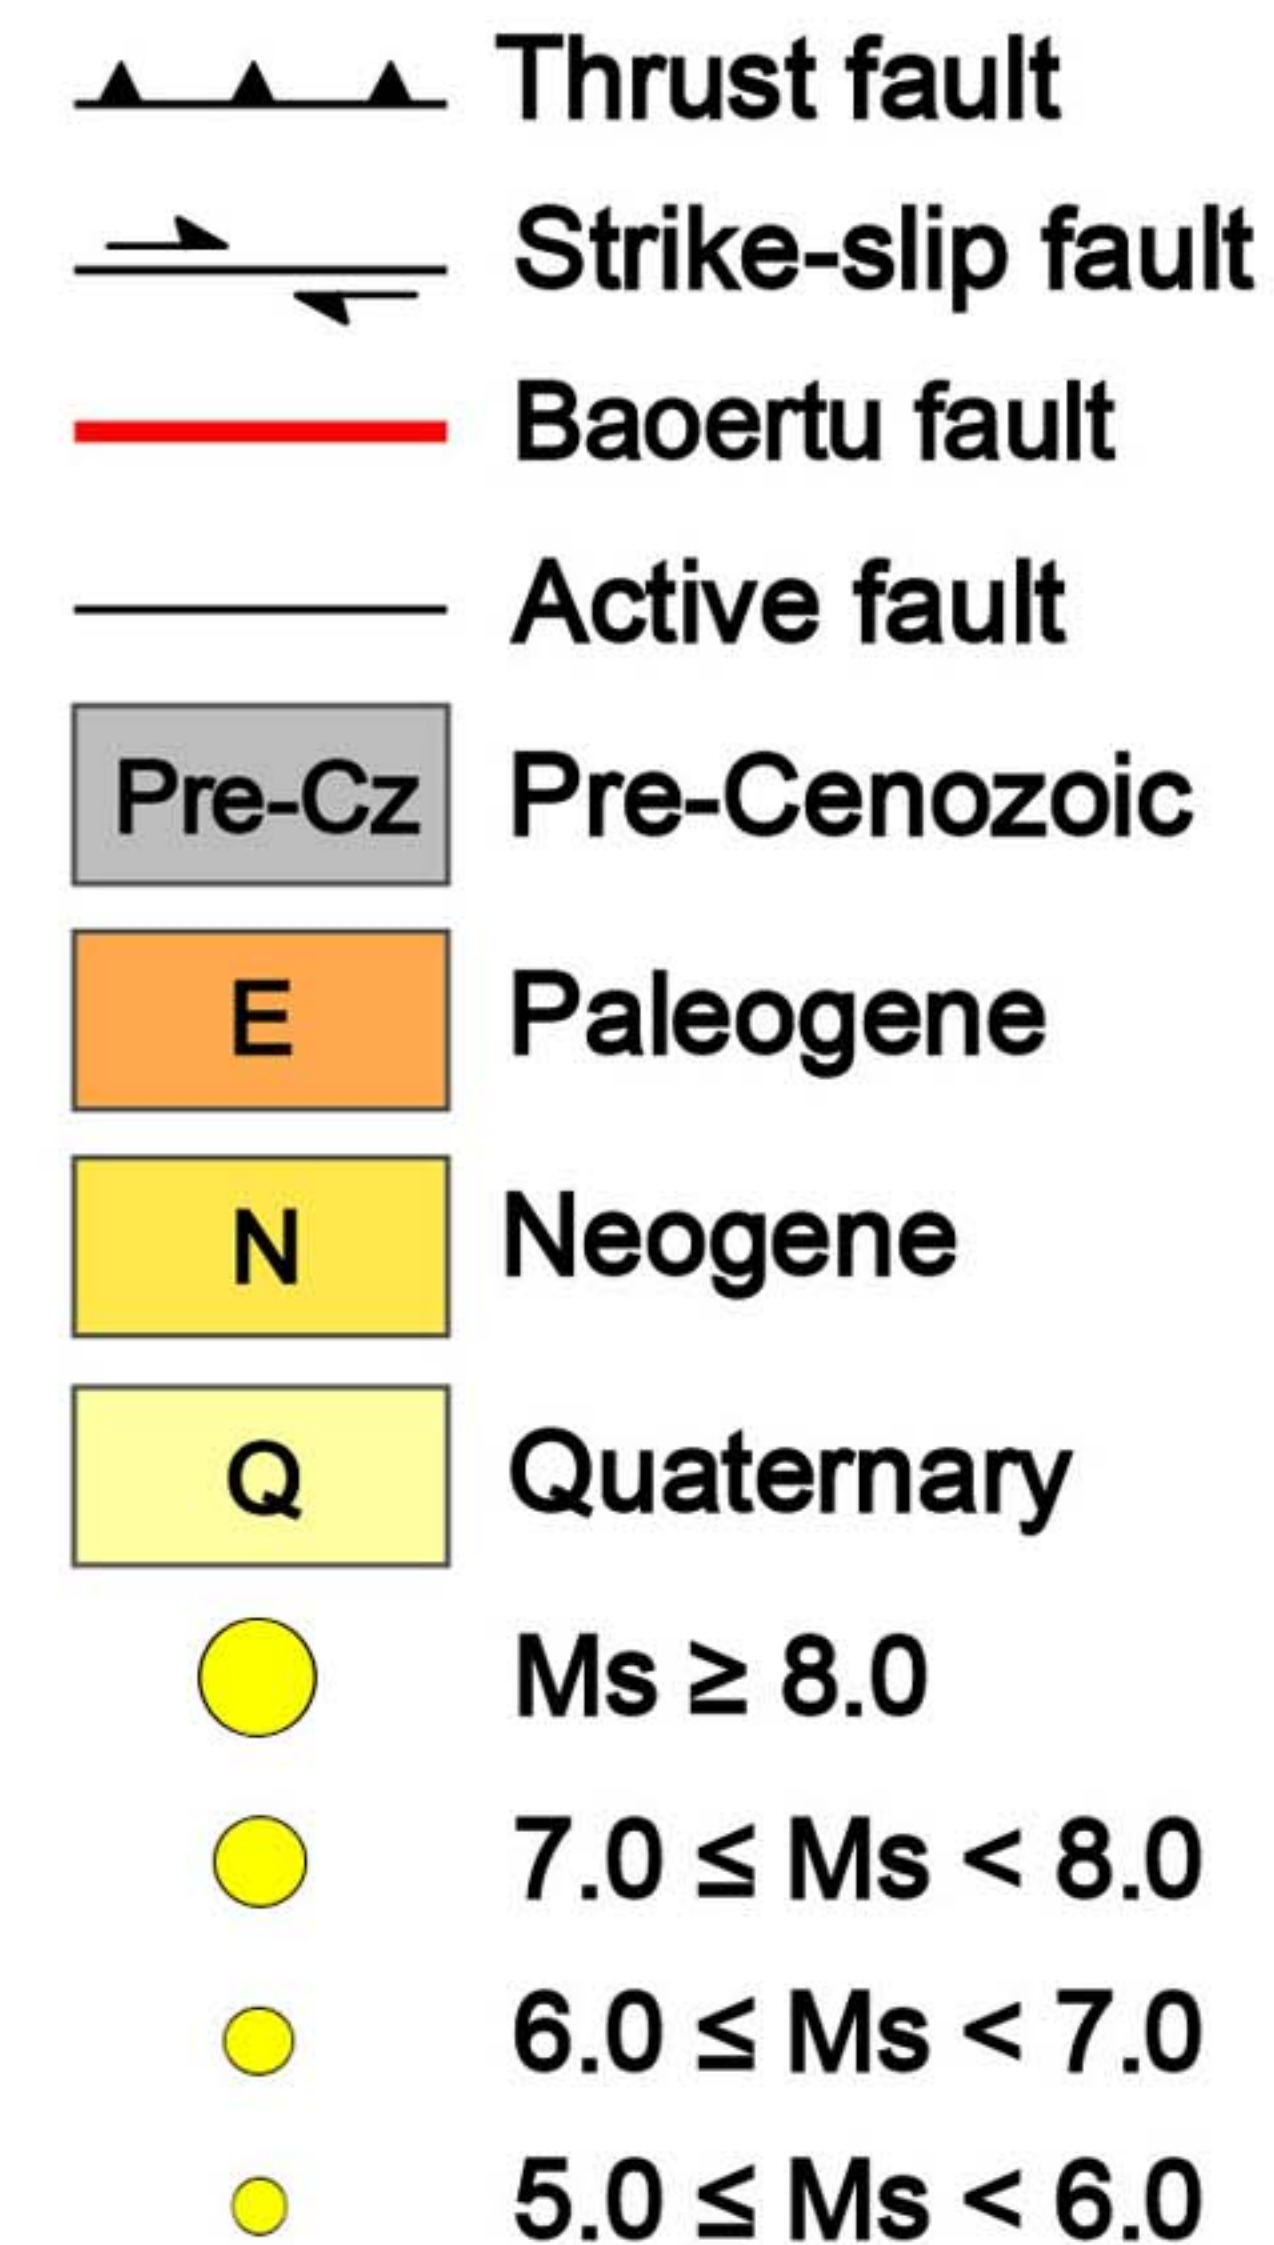 Thrust fault
Strike-slip fault
Baoertu fault
Active fault
Pre-Cz Pre-Cenozoic
E Paleogene
N Neogene
Q Quaternary
Ms ≥ 8.0
7.0 ≤ Ms < 8.0
6.0 ≤ Ms < 7.0
5.0 ≤ Ms < 6.0